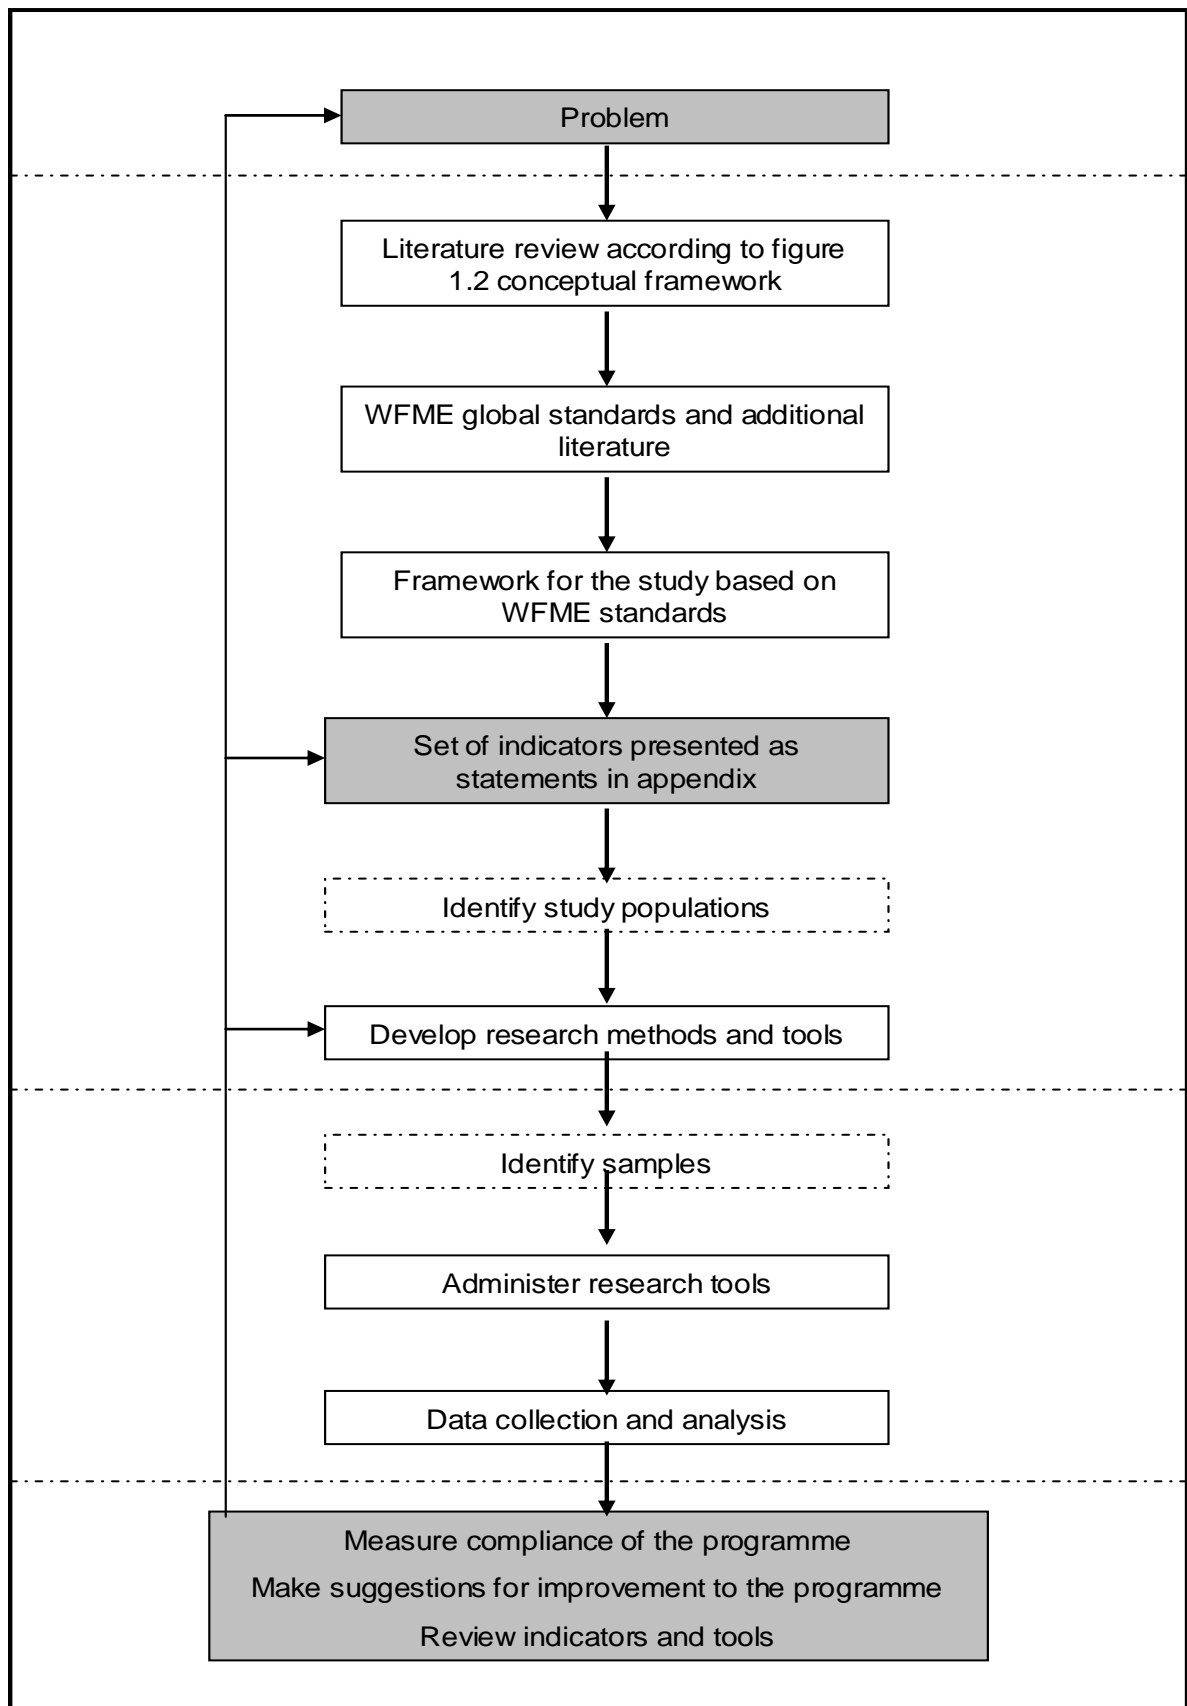 Problem
Literature review according to figure
1.2 conceptual framework
WFME global standards and additional
literature
Framework for the study based on
WFME standards
Set of indicators presented as
statements in appendix
Identify study populations
Develop research methods and tools
Identify samples
Administer research tools
Data collection and analysis
Measure compliance of the programme
Make suggestions for improvement to the programme
Review indicators and tools